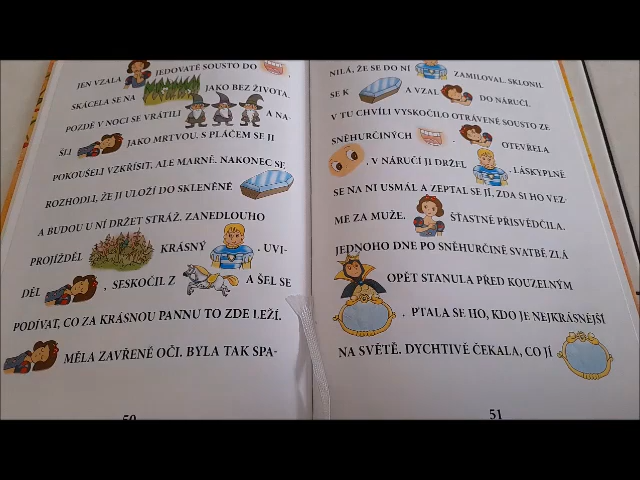 JEN VZALA JEDOVATÉ SOUSTO DO ,
SKÁCELA SE NA JAKO BEZ ŽIVOTA.
POZDĚ V NOCI SE VRÁTILI A NA-
ŠLI JAKO MRTVOU. S PLÁČEM SE JI
POKOUŠELI VZKŘÍSIT, ALE MARNĚ. NAKONEC SE
ROZHODLI, ŽE JI ULOŽÍ DO SKLENĚNÉ
A BUDOU U NÍ DRŽET STRÁŽ. ZANEDLOUHO
PROJÍŽDĚL KRÁSNÝ . UVI-
DĚL , SESKOČIL Z A ŠEL SE
PODÍVAT, CO ZA KRÁSNOU PANNU TO ZDE LEŽÍ.
MĚLA ZAVŘENÉ OČI. BYLA TAK SPA-
50
NILÁ, ŽE SE DO NÍ ZAMILOVAL. SKLONIL
SE K A VZAL DO NÁRUČÍ.
V TU CHVÍLI VYSKOČILO OTRÁVENÉ SOUSTO ZE
SNĚHURČINÝCH . OTEVŘELA
, V NÁRUČÍ JI DRŽEL . LÁSKYPLNĚ
SE NA NI USMÁL A ZEPTAL SE JÍ, ZDA SI HO VEZ-
ME ZA MUŽE. ŠŤASTNĚ PŘISVĚDČILA.
JEDNOHO DNE PO SNĚHURČINĚ SVATBĚ ZLÁ
OPĚT STANULA PŘED KOUZELNÝM
. PTALA SE HO, KDO JE NEJKRÁSNĚJŠÍ
NA SVĚTĚ. DYCHTIVĚ ČEKALA, CO JÍ
51